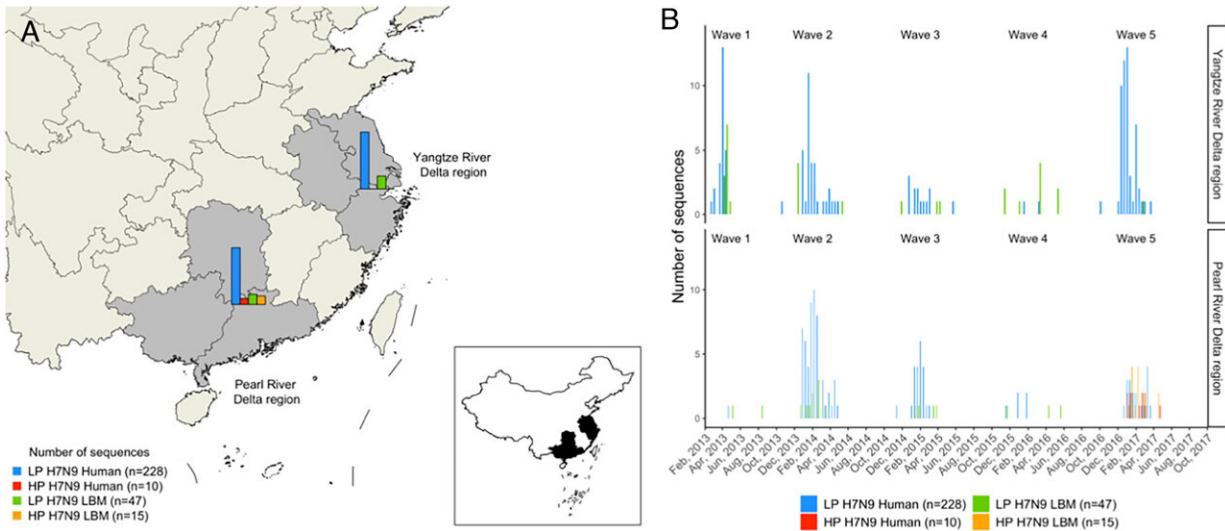 A
Yangtze River
Delta region
Pearl River
Delta region
Number of sequences
LP H7N9 Human (n=228)
HP H7N9 Human (n=10)
LP H7N9 LBM (n=47)
HP H7N9 LBM (n=15)
B
Number of sequences
Wave 1 Wave 2 Wave 3 Wave 4 Wave 5
10
5
0
Yangtze River Delta region
Wave 1 Wave 2 Wave 3 Wave 4 Wave 5
10
5
0
Pearl River Delta region
Feb, 2013
Apr, 2013
Jun, 2013
Aug, 2013
Oct, 2013
Dec, 2013
Feb, 2014
Apr, 2014
Jun, 2014
Aug, 2014
Oct, 2014
Dec, 2014
Feb, 2015
Apr, 2015
Jun, 2015
Aug, 2015
Oct, 2015
Dec, 2015
Feb, 2016
Apr, 2016
Jun, 2016
Aug, 2016
Oct, 2016
Dec, 2016
Feb, 2017
Apr, 2017
Jun, 2017
Aug, 2017
Oct, 2017
LP H7N9 Human (n=228) LP H7N9 LBM (n=47)
HP H7N9 Human (n=10) HP H7N9 LBM (n=15)